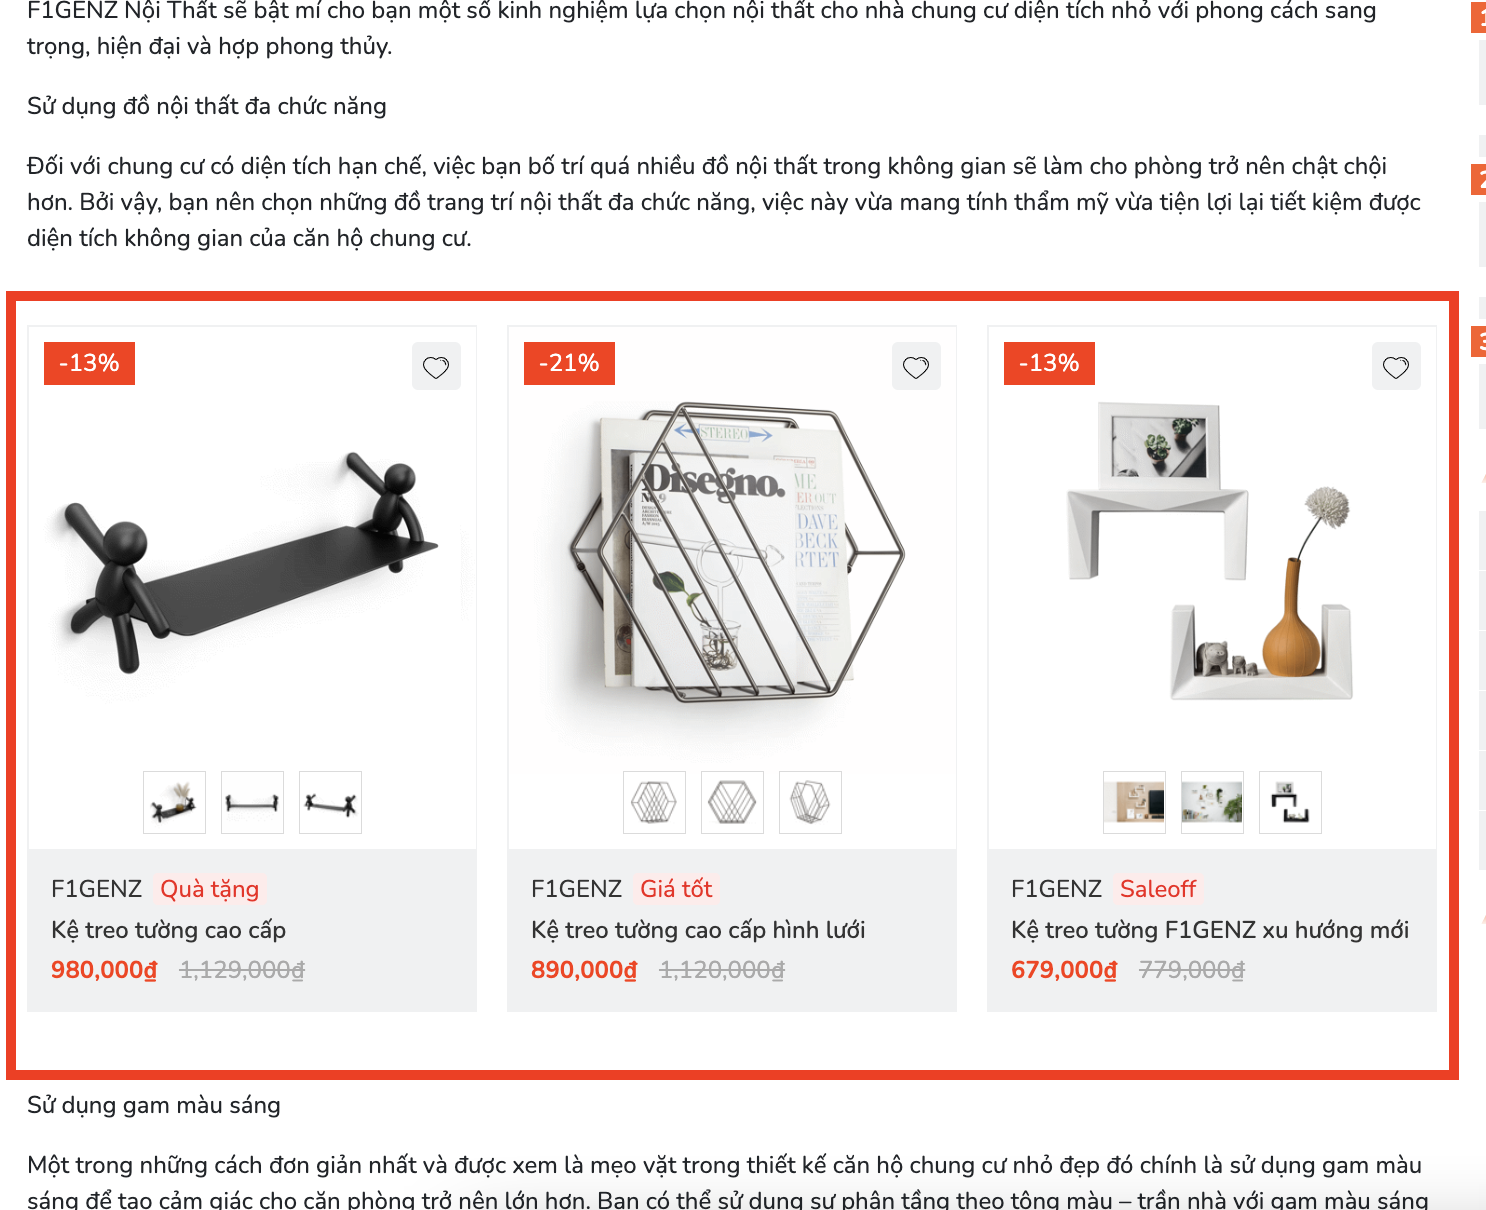 F1GENZ Nội Thất sẽ bật mí cho bạn một số kinh nghiệm lựa chọn nội thất cho nhà chung cư diện tích nhỏ với phong cách sang
trọng, hiện đại và hợp phong thủy.
Sử dụng đồ nội thất đa chức năng
Đối với chung cư có diện tích hạn chế, việc bạn bố trí quá nhiều đồ nội thất trong không gian sẽ làm cho phòng trở nên chật chội
hơn. Bởi vậy, bạn nên chọn những đồ trang trí nội thất đa chức năng, việc này vừa mang tính thẩm mỹ vừa tiện lợi lại tiết kiệm được
diện tích không gian của căn hộ chung cư.
-13%
-21%
-13%
STEREO
Disegno.
No. 9
DAVE
BECK
F1GENZ Quà tặng
Kệ treo tường cao cấp
980,000₫ 1,129,000₫
F1GENZ Giá tốt
Kệ treo tường cao cấp hình lưới
890,000₫ 1,120,000₫
F1GENZ Saleoff
Kệ treo tường F1GENZ xu hướng mới
679,000₫ 779,000₫
Sử dụng gam màu sáng
Một trong những cách đơn giản nhất và được xem là mẹo vặt trong thiết kế căn hộ chung cư nhỏ đẹp đó chính là sử dụng gam màu
sáng để tạo cảm giác cho căn phòng trở nên lớn hơn. Bạn có thể sử dụng sự phân tầng theo tông màu – trần nhà với gam màu sáng